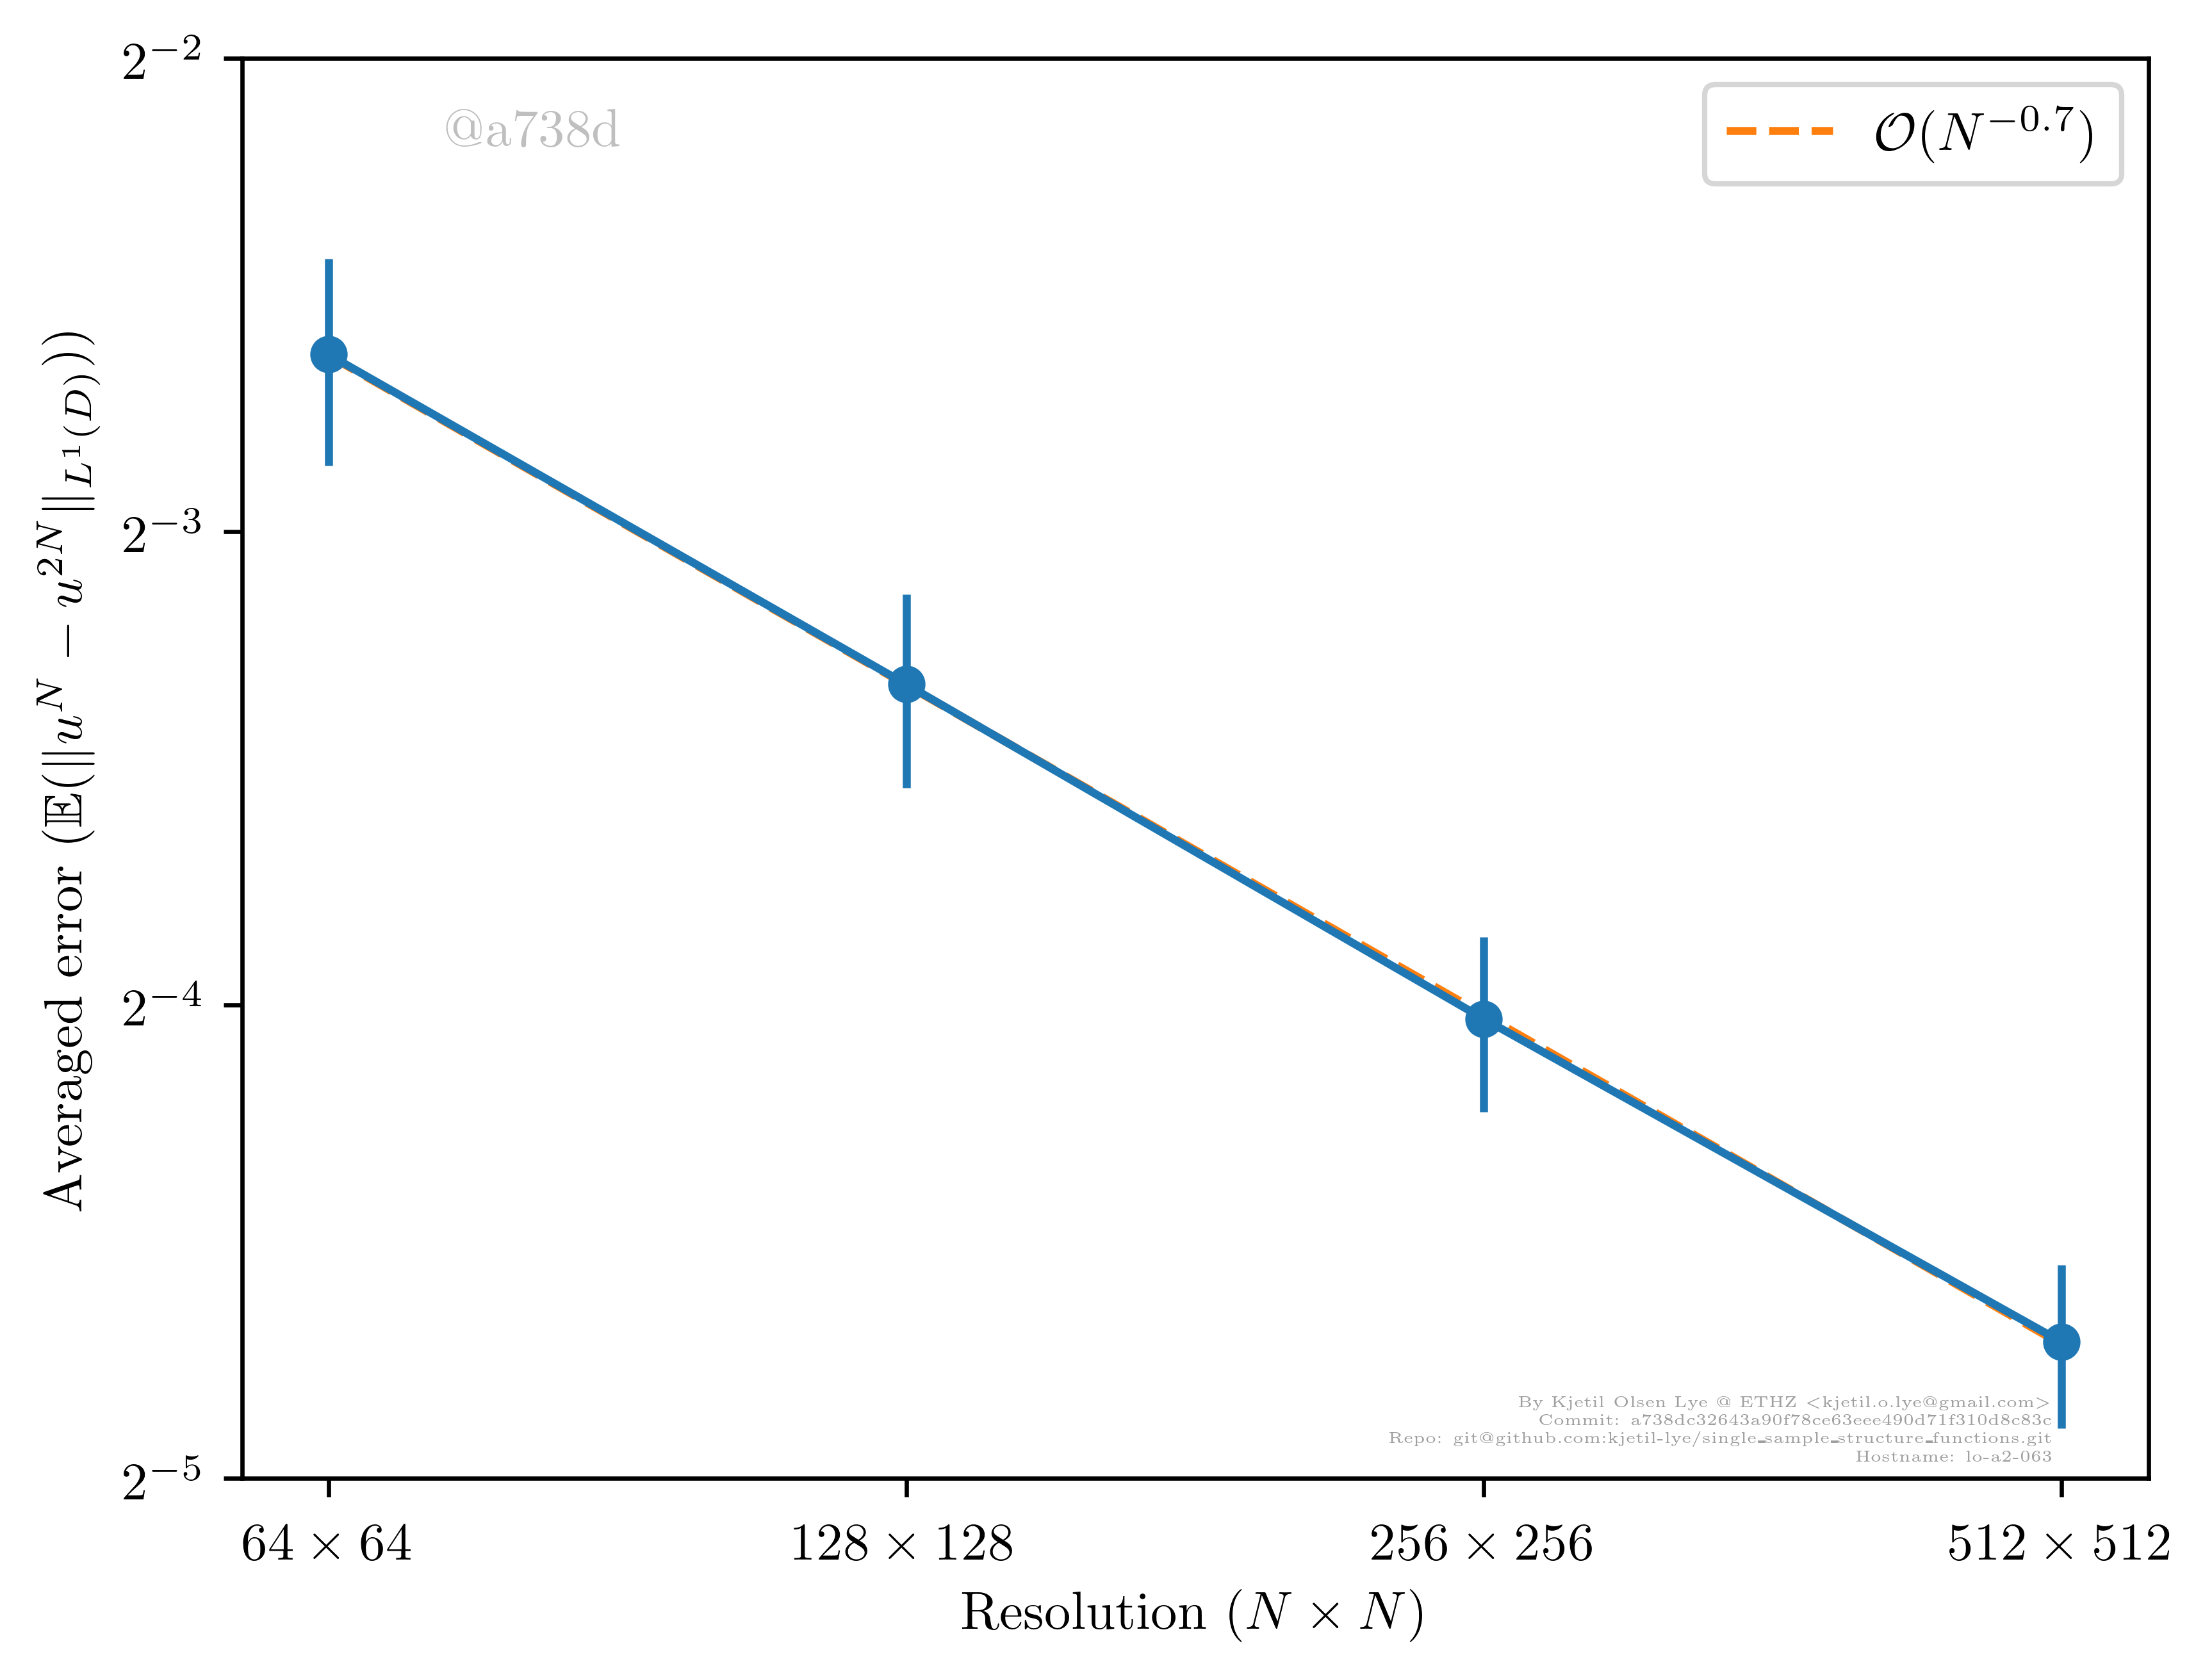 @a738d
𝒪(N^{-0.7})
2^{-2}
2^{-3}
2^{-4}
2^{-5}
Averaged error (𝔼(‖u^N − u^{2N}‖_{L^1(D)}))
By Kjetil Olsen Lye @ ETHZ <kjetil.o.lye@gmail.com>
Commit: a738dc32643a90f78ce63eee490d71f310d8c83c
Repo: git@github.com:kjetil-lye/single_sample_structure_functions.git
Hostname: lo-a2-063
64 × 64
128 × 128
256 × 256
512 × 512
Resolution (N × N)